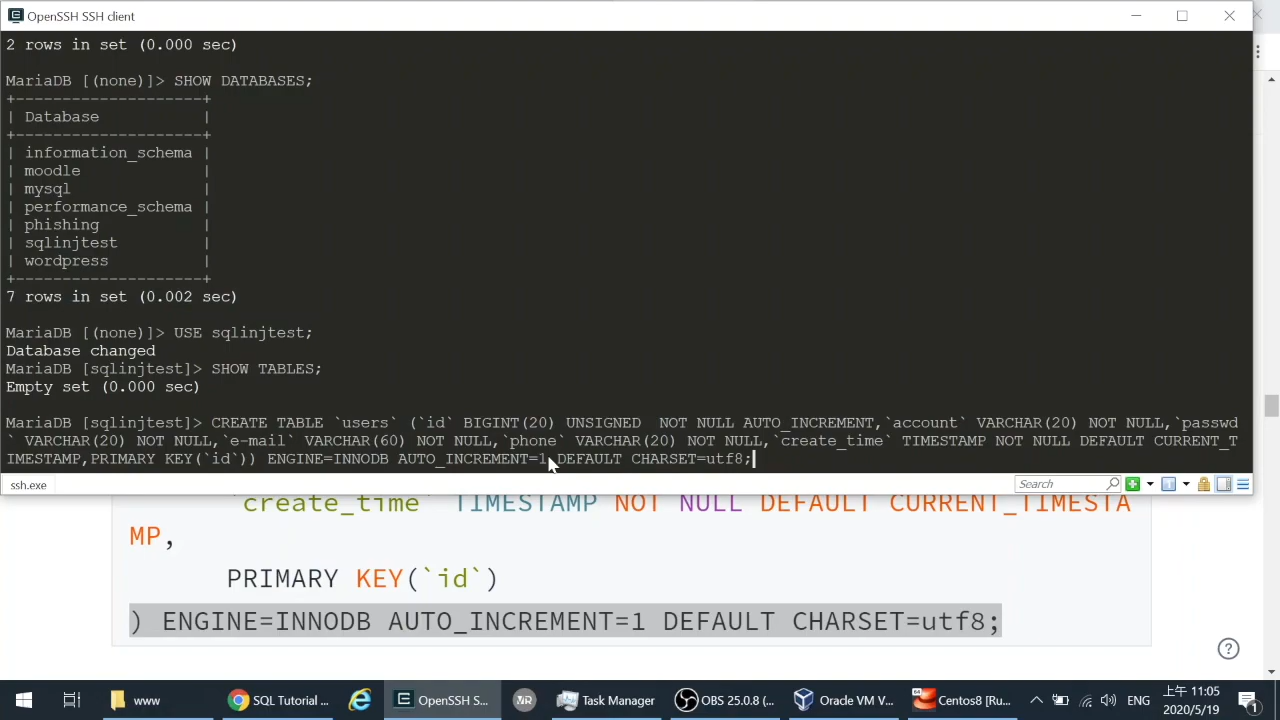 OpenSSH SSH client
2 rows in set (0.000 sec)
MariaDB [(none)]> SHOW DATABASES;
+--------------------+
| Database           |
+--------------------+
| information_schema |
| moodle             |
| mysql              |
| performance_schema |
| phishing           |
| sqlinjtest         |
| wordpress          |
+--------------------+
7 rows in set (0.002 sec)
MariaDB [(none)]> USE sqlinjtest;
Database changed
MariaDB [sqlinjtest]> SHOW TABLES;
Empty set (0.000 sec)
MariaDB [sqlinjtest]> CREATE TABLE `users` (`id` BIGINT(20) UNSIGNED  NOT NULL AUTO_INCREMENT,`account` VARCHAR(20) NOT NULL,`passwd
` VARCHAR(20) NOT NULL,`e-mail` VARCHAR(60) NOT NULL,`phone` VARCHAR(20) NOT NULL,`create_time` TIMESTAMP NOT NULL DEFAULT CURRENT_T
IMESTAMP,PRIMARY KEY(`id`)) ENGINE=INNODB AUTO_INCREMENT=1 DEFAULT CHARSET=utf8;
ssh.exe
Search
`create_time` TIMESTAMP NOT NULL DEFAULT CURRENT_TIMESTA
MP,
PRIMARY KEY(`id`)
) ENGINE=INNODB AUTO_INCREMENT=1 DEFAULT CHARSET=utf8;
www
SQL Tutorial ...
OpenSSH S...
Task Manager
OBS 25.0.8 (...
Oracle VM V...
Centos8 [Ru...
ENG
上午 11:05
2020/5/19
1